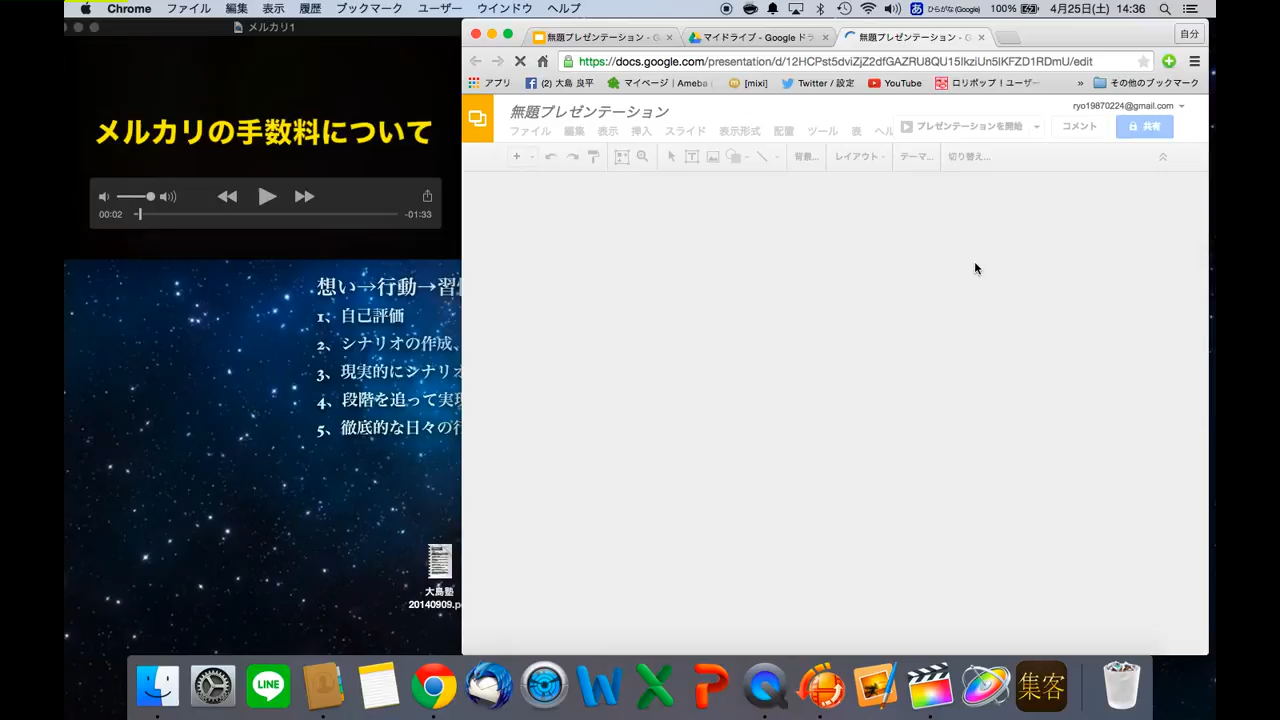 Chrome ファイル 編集 表示 履歴 ブックマーク ユーザー ウインドウ ヘルプ
あ ひらがな (Google) 100% 4月25日(土) 14:36
メルカリ1
メルカリの手数料について
00:02 -01:33
想い→行動→習
1、自己評価
2、シナリオの作成、
3、現実的にシナリオ
4、段階を追って実現
5、徹底的な日々の行
大島塾
20140909.p
無題プレゼンテーション - G マイドライブ - Google ドラ 無題プレゼンテーション - G 自分
https://docs.google.com/presentation/d/12HCPst5dviZjZ2dfGAZRU8QU15IkziUn5lKFZD1RDmU/edit
アプリ (2) 大島 良平 マイページ | Ameba [mixi] Twitter / 設定 YouTube ロリポップ！ユーザー » その他のブックマーク
無題プレゼンテーション
ryo19870224@gmail.com
ファイル 編集 表示 挿入 スライド 表示形式 配置 ツール 表 ヘル
プレゼンテーションを開始 コメント 共有
背景... レイアウト テーマ... 切り替え...
LINE
集客